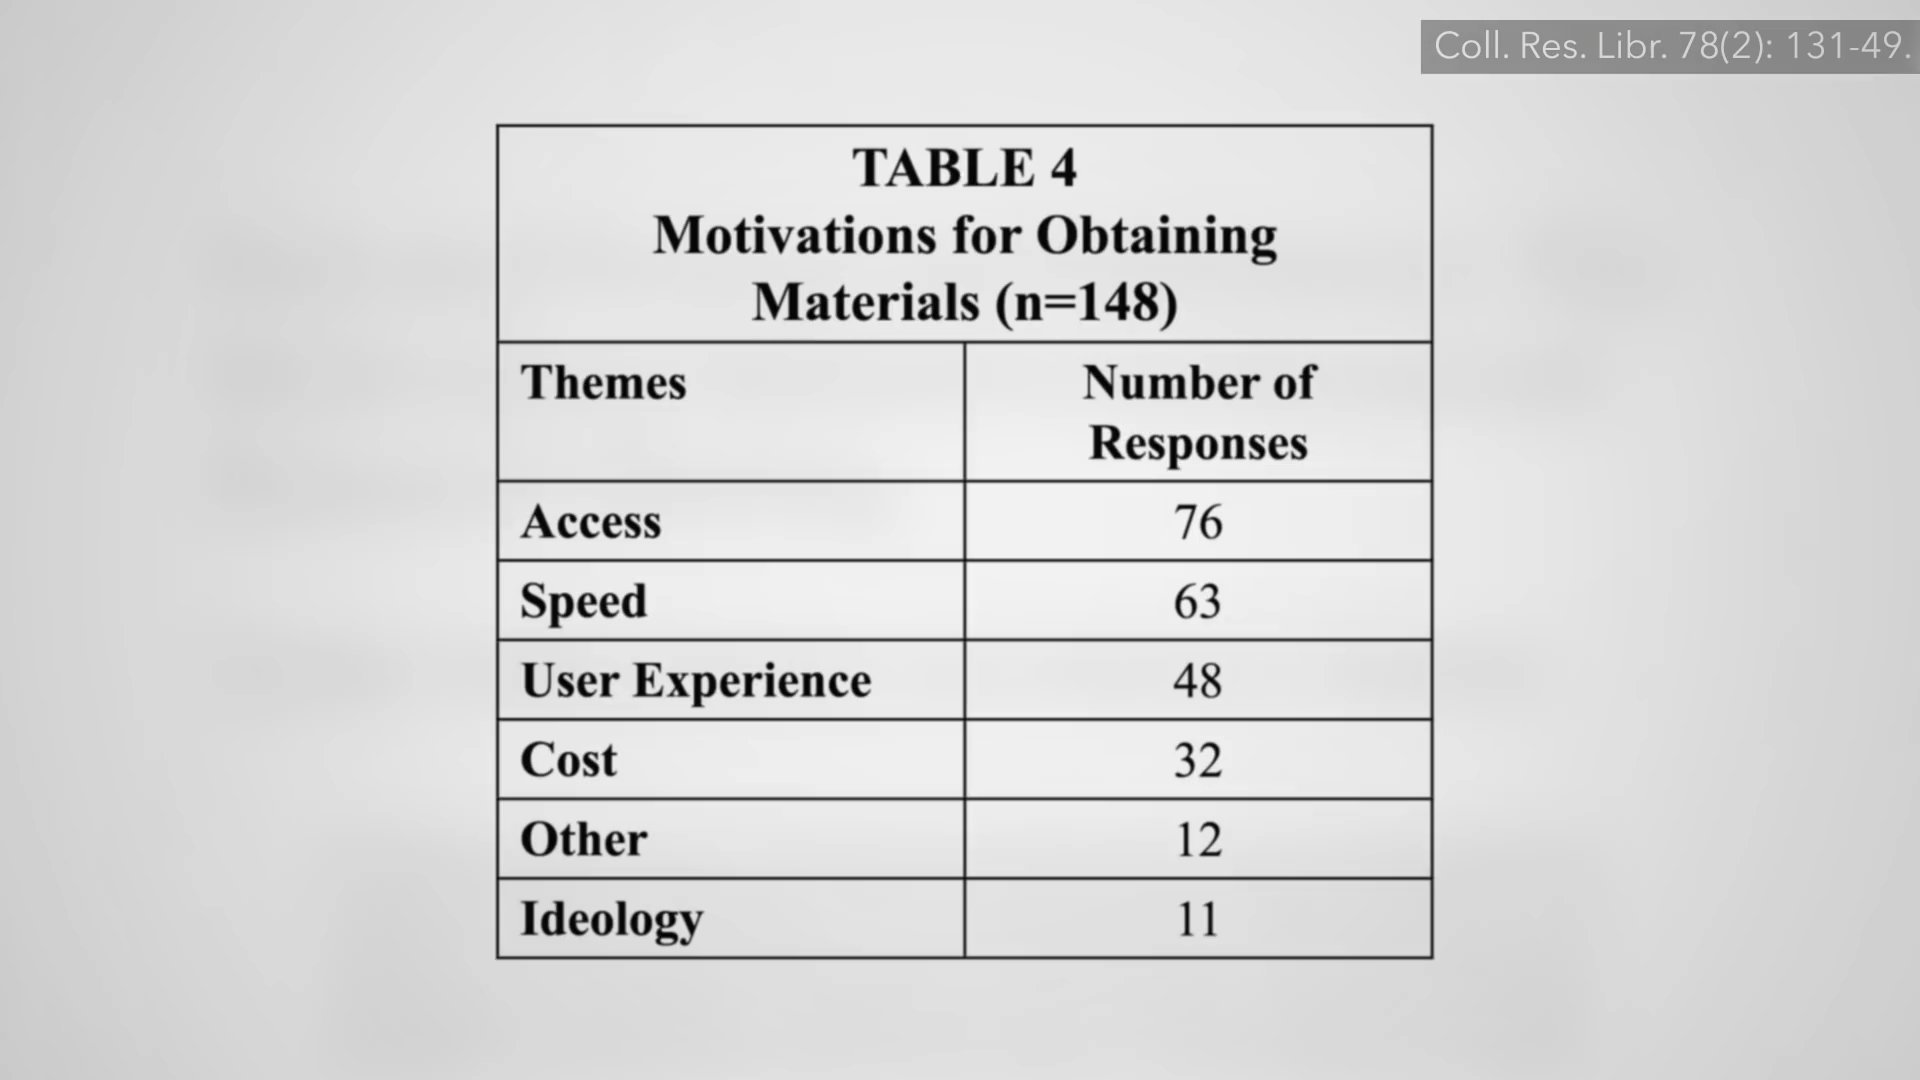 Coll. Res. Libr. 78(2): 131-49.
TABLE 4
Motivations for Obtaining
Materials (n=148)
Themes
Number of
Responses
Access 76
Speed 63
User Experience 48
Cost 32
Other 12
Ideology 11